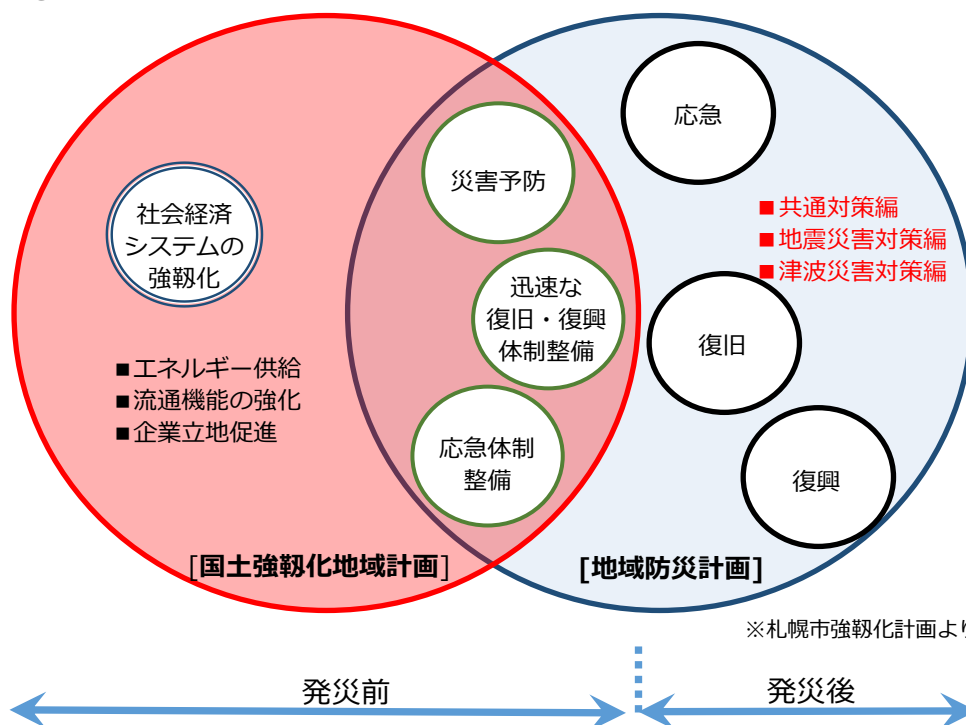 災害予防
応急
社会経済
システムの
強靱化
■共通対策編
■地震災害対策編
■津波災害対策編
迅速な
復旧・復興
体制整備
復旧
■エネルギー供給
■流通機能の強化
■企業立地促進
応急体制
整備
復興
[国土強靱化地域計画]
[地域防災計画]
※札幌市強靱化計画より
発災前
発災後